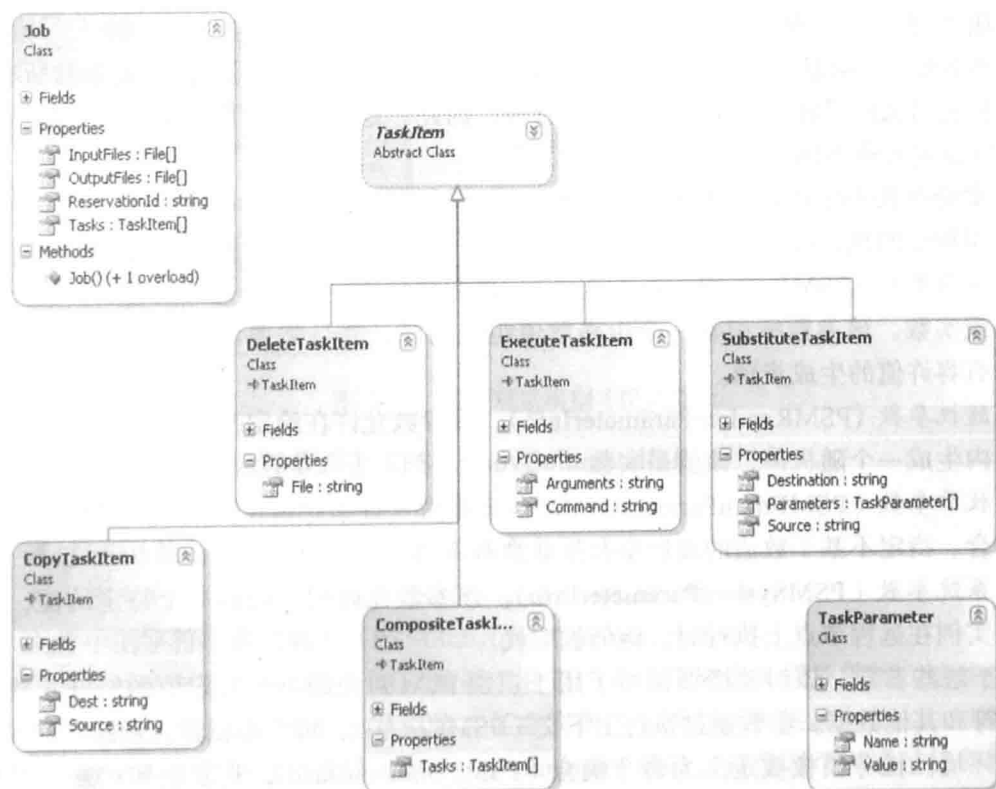 Job
Class
Fields
Properties
InputFiles : File[]
OutputFiles : File[]
ReservationId : string
Tasks : TaskItem[]
Methods
Job() (+ 1 overload)
TaskItem
Abstract Class
DeleteTaskItem
Class
TaskItem
Fields
Properties
File : string
ExecuteTaskItem
Class
TaskItem
Fields
Properties
Arguments : string
Command : string
SubstituteTaskItem
Class
TaskItem
Fields
Properties
Destination : string
Parameters : TaskParameter[]
Source : string
CopyTaskItem
Class
TaskItem
Fields
Properties
Dest : string
Source : string
CompositeTaskI...
Class
TaskItem
Fields
Properties
Tasks : TaskItem[]
TaskParameter
Class
Fields
Properties
Name : string
Value : string